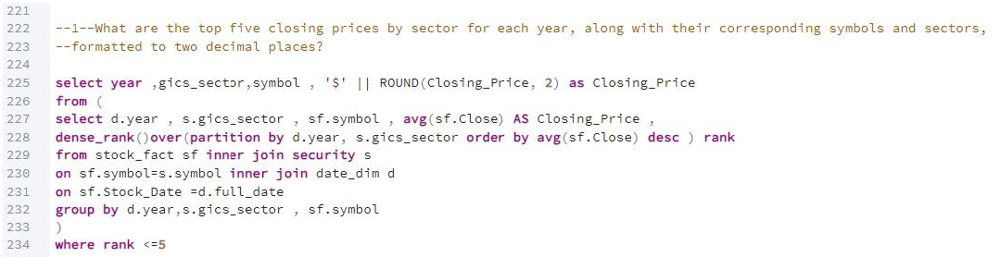 221
222 --1--What are the top five closing prices by sector for each year, along with their corresponding symbols and sectors,
223 --formatted to two decimal places?
224
225 select year ,gics_sector,symbol , '$' || ROUND(Closing_Price, 2) as Closing_Price
226 from (
227 select d.year , s.gics_sector , sf.symbol , avg(sf.Close) AS Closing_Price ,
228 dense_rank()over(partition by d.year, s.gics_sector order by avg(sf.Close) desc ) rank
229 from stock_fact sf inner join security s
230 on sf.symbol=s.symbol inner join date_dim d
231 on sf.Stock_Date =d.full_date
232 group by d.year,s.gics_sector , sf.symbol
233 )
234 where rank <=5